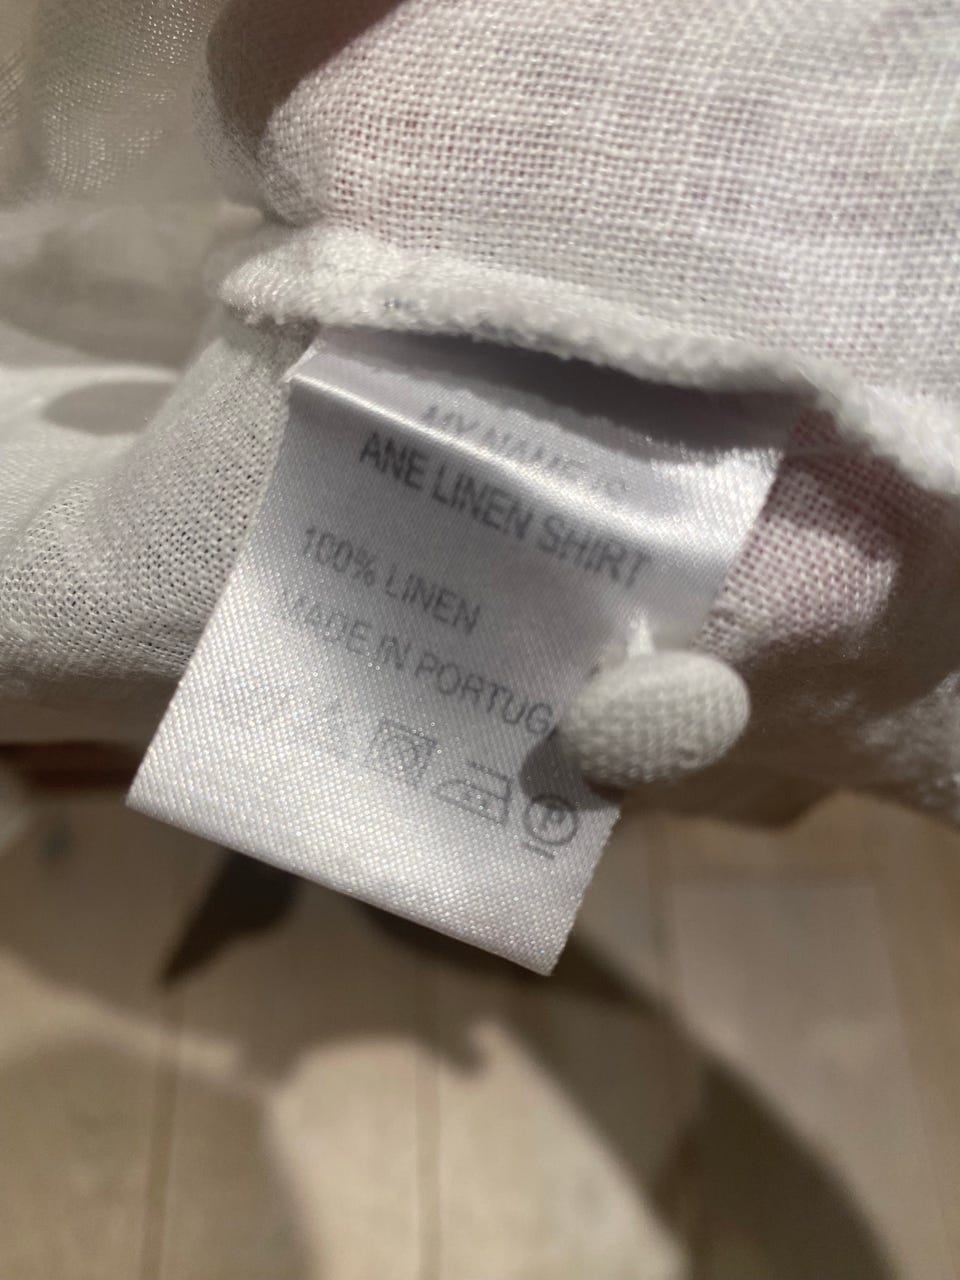 ANE LINEN SHIRT
100% LINEN
MADE IN PORTUG
P